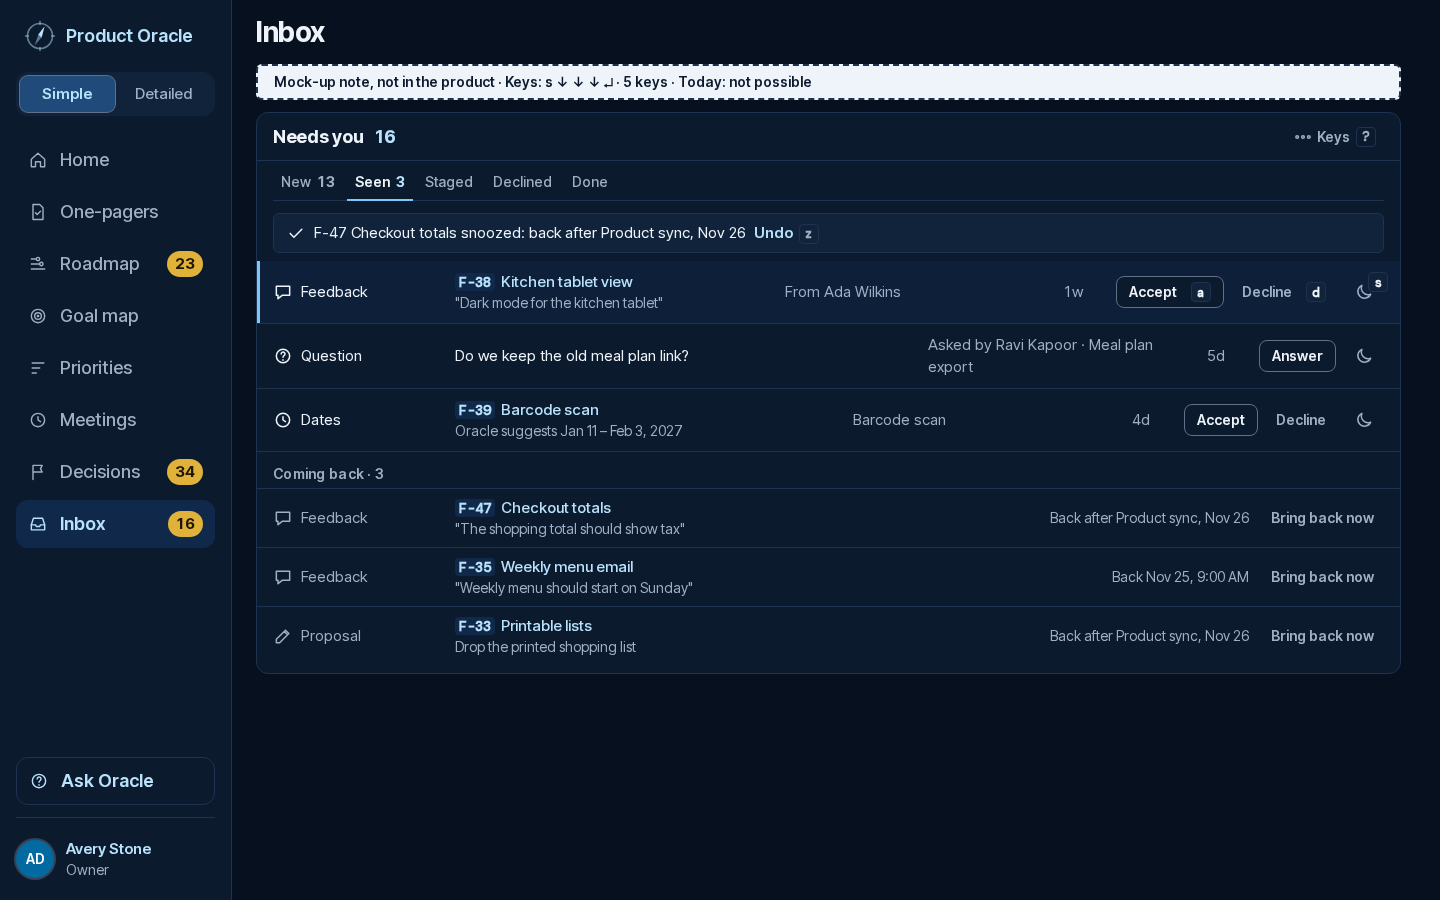 Product Oracle
Simple Detailed
Home
One-pagers
Roadmap 23
Goal map
Priorities
Meetings
Decisions 34
Inbox 16
Ask Oracle
AD Avery Stone
Owner
Inbox
Mock-up note, not in the product · Keys: s ↓ ↓ ↓ ↵ · 5 keys · Today: not possible
Needs you 16 ••• Keys ?
New 13 Seen 3 Staged Declined Done
F-47 Checkout totals snoozed: back after Product sync, Nov 26 Undo z
Feedback F-38 Kitchen tablet view From Ada Wilkins 1w Accept a Decline d s
"Dark mode for the kitchen tablet"
Question Do we keep the old meal plan link? Asked by Ravi Kapoor · Meal plan 5d Answer
export
Dates F-39 Barcode scan Barcode scan 4d Accept Decline
Oracle suggests Jan 11 – Feb 3, 2027
Coming back · 3
Feedback F-47 Checkout totals Back after Product sync, Nov 26 Bring back now
"The shopping total should show tax"
Feedback F-35 Weekly menu email Back Nov 25, 9:00 AM Bring back now
"Weekly menu should start on Sunday"
Proposal F-33 Printable lists Back after Product sync, Nov 26 Bring back now
Drop the printed shopping list